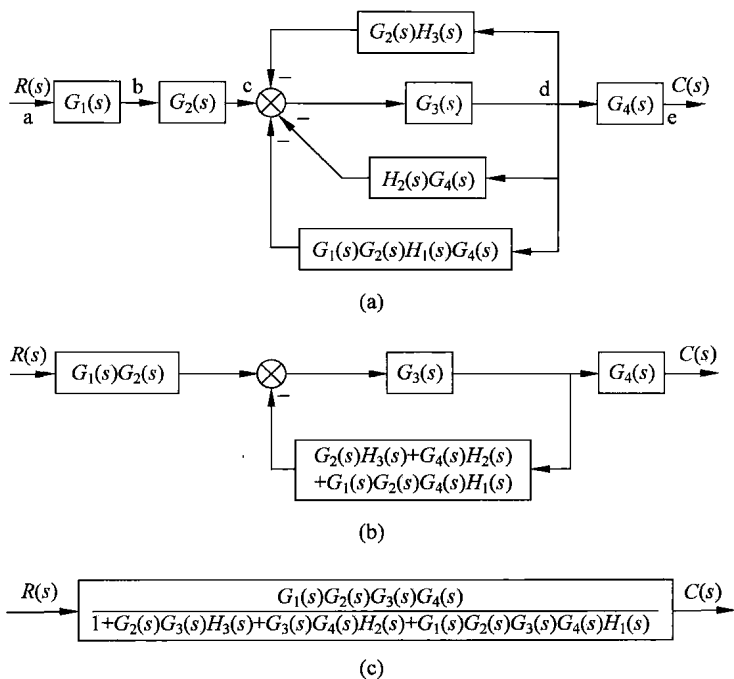 G₂(s)H₃(s)
R(s) b c d C(s)
G₁(s) G₂(s) G₃(s) G₄(s)
a e
− − −
H₂(s)G₄(s)
G₁(s)G₂(s)H₁(s)G₄(s)
(a)
R(s) C(s)
G₁(s)G₂(s) G₃(s) G₄(s)
−
G₂(s)H₃(s)+G₄(s)H₂(s)
+G₁(s)G₂(s)G₄(s)H₁(s)
(b)
R(s) C(s)
G₁(s)G₂(s)G₃(s)G₄(s)
1+G₂(s)G₃(s)H₃(s)+G₃(s)G₄(s)H₂(s)+G₁(s)G₂(s)G₃(s)G₄(s)H₁(s)
(c)